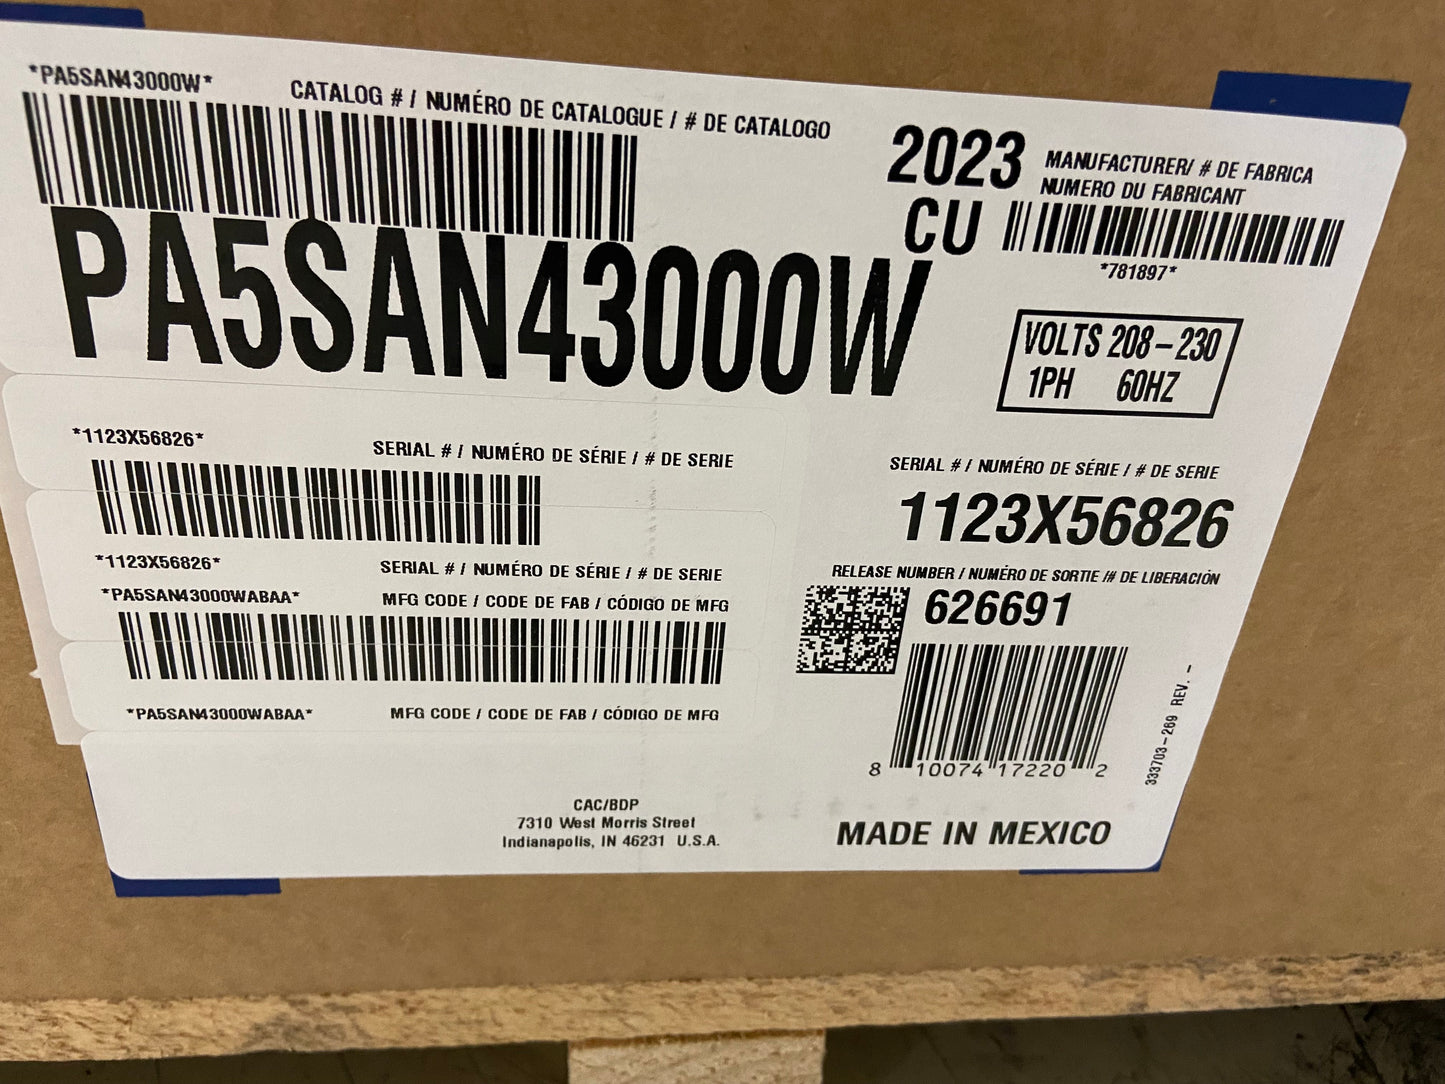 *PA5SAN43000W*
CATALOG # / NUMÉRO DE CATALOGUE / # DE CATALOGO
PA5SAN43000W
2023
CU
MANUFACTURER/ # DE FABRICA
NUMERO DU FABRICANT
*781897*
VOLTS 208-230
1PH 60HZ
*1123X56826*
SERIAL # / NUMÉRO DE SÉRIE / # DE SERIE
*1123X56826*
SERIAL # / NUMÉRO DE SÉRIE / # DE SERIE
*PA5SAN43000WABAA*
MFG CODE / CODE DE FAB / CÓDIGO DE MFG
*PA5SAN43000WABAA*
MFG CODE / CODE DE FAB / CÓDIGO DE MFG
SERIAL # / NUMÉRO DE SÉRIE / # DE SERIE
1123X56826
RELEASE NUMBER / NUMÉRO DE SORTIE /# DE LIBERACIÓN
626691
8 10074 17220 2
333703-269 REV. -
CAC/BDP
7310 West Morris Street
Indianapolis, IN 46231 U.S.A.
MADE IN MEXICO